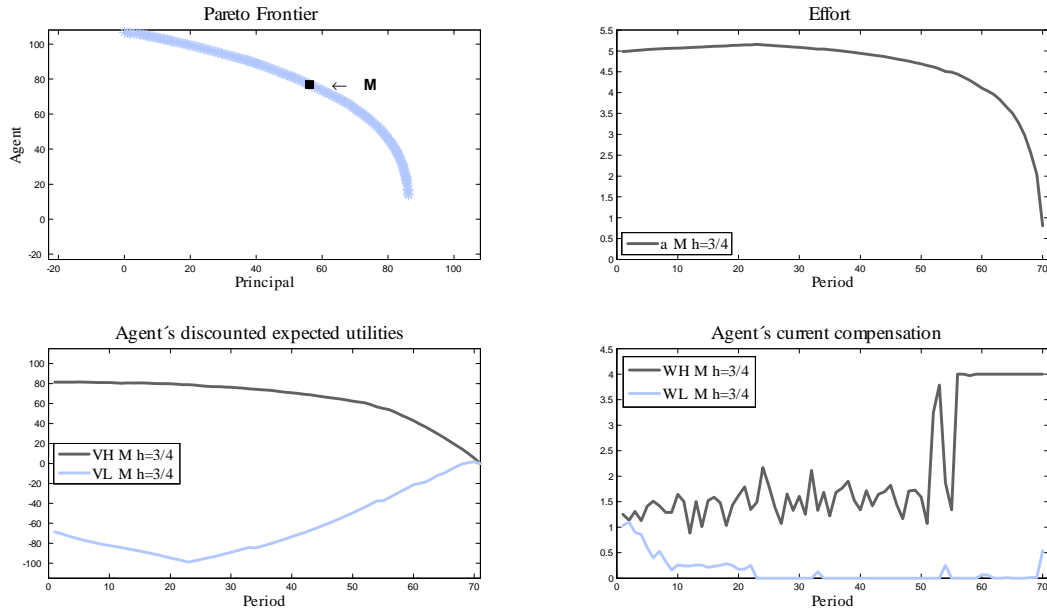 Pareto Frontier
100
80
60
40
20
0
-20
-20 0 20 40 60 80 100
Agent
Principal
← M
Effort
5.5
5
4.5
4
3.5
3
2.5
2
1.5
1
0.5
0
0 10 20 30 40 50 60 70
Period
a M h=3/4
Agent´s discounted expected utilities
100
80
60
40
20
0
-20
-40
-60
-80
-100
0 10 20 30 40 50 60 70
Period
VH M h=3/4
VL M h=3/4
Agent´s current compensation
4.5
4
3.5
3
2.5
2
1.5
1
0.5
0
0 10 20 30 40 50 60 70
Period
WH M h=3/4
WL M h=3/4